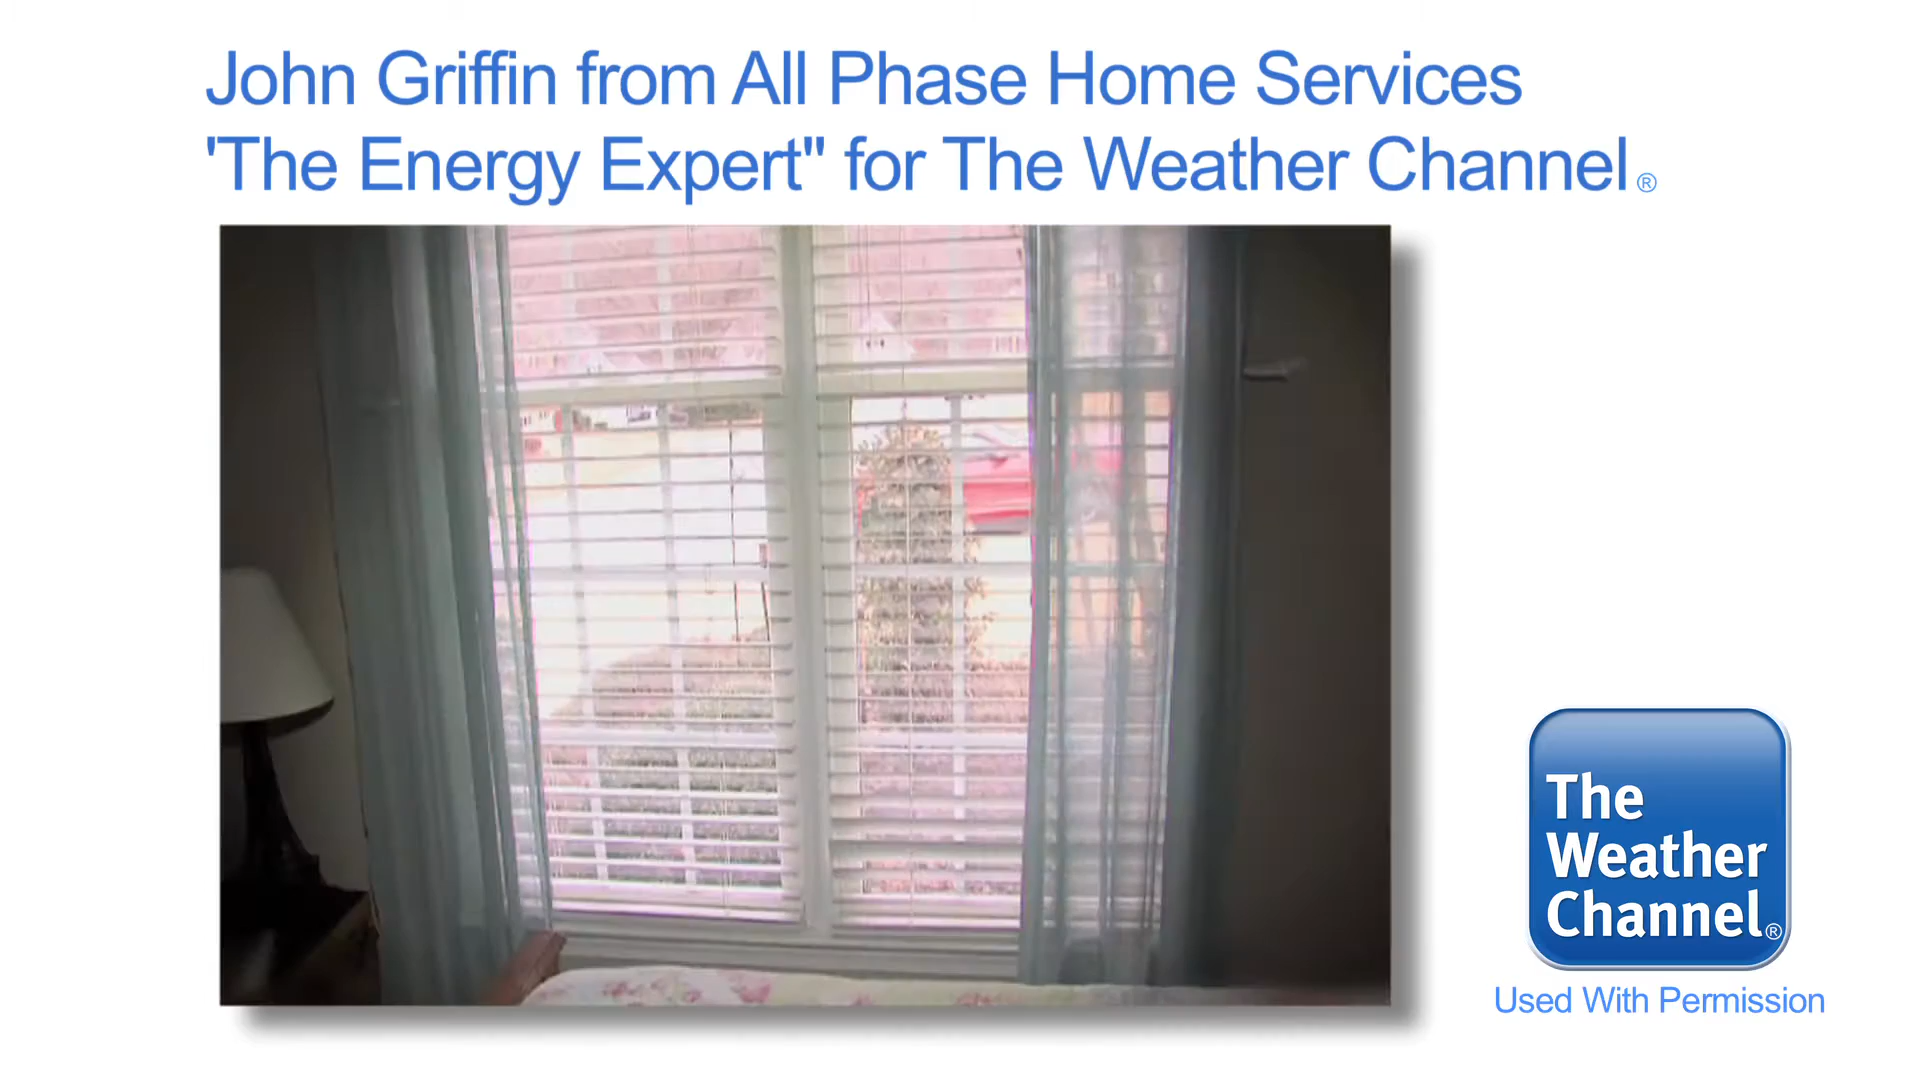 John Griffin from All Phase Home Services
'The Energy Expert" for The Weather Channel®
The
Weather
Channel®
Used With Permission